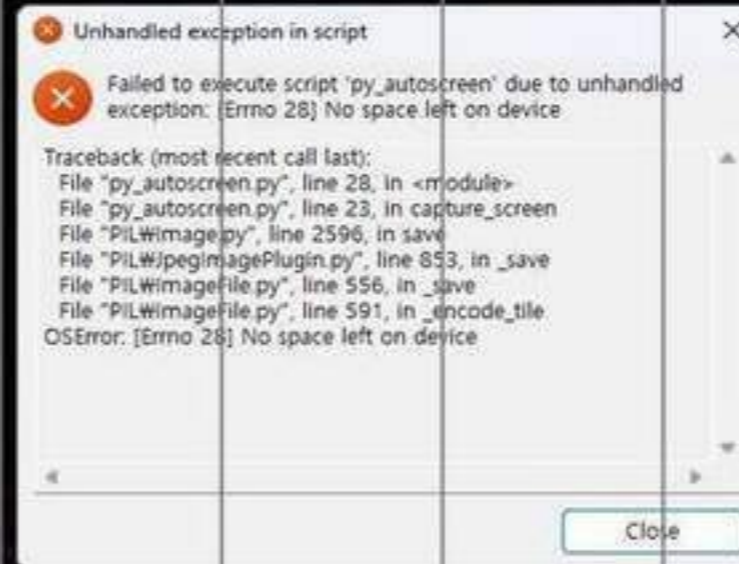 Unhandled exception in script
Failed to execute script 'py_autoscreen' due to unhandled
exception: [Errno 28] No space left on device
Traceback (most recent call last):
File "py_autoscreen.py", line 28, in <module>
File "py_autoscreen.py", line 23, in capture_screen
File "PIL₩Image.py", line 2596, in save
File "PIL₩JpegImagePlugin.py", line 853, in _save
File "PIL₩ImageFile.py", line 556, in _save
File "PIL₩ImageFile.py", line 591, in _encode_tile
OSError: [Errno 28] No space left on device
Close